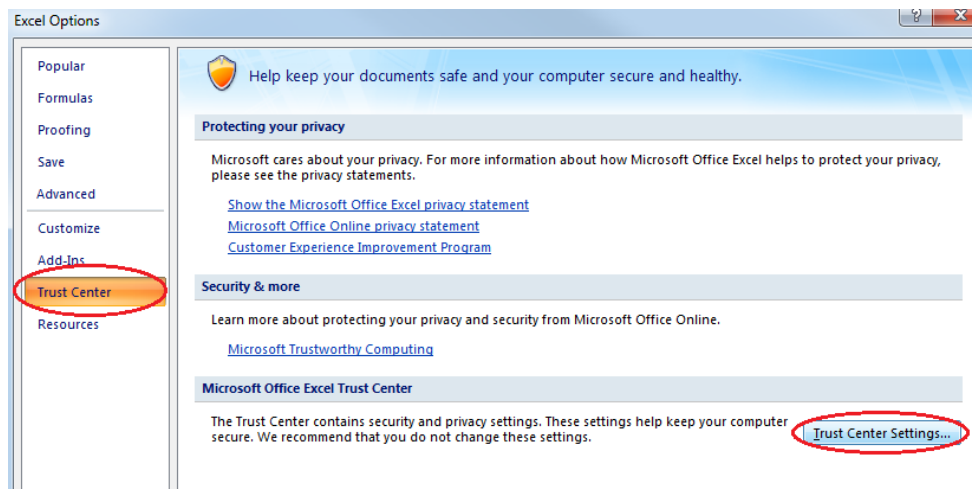 Excel Options
?
X
Popular
Formulas
Proofing
Save
Advanced
Customize
Add-Ins
Trust Center
Resources
Help keep your documents safe and your computer secure and healthy.
Protecting your privacy
Microsoft cares about your privacy. For more information about how Microsoft Office Excel helps to protect your privacy,
please see the privacy statements.
Show the Microsoft Office Excel privacy statement
Microsoft Office Online privacy statement
Customer Experience Improvement Program
Security & more
Learn more about protecting your privacy and security from Microsoft Office Online.
Microsoft Trustworthy Computing
Microsoft Office Excel Trust Center
The Trust Center contains security and privacy settings. These settings help keep your computer
secure. We recommend that you do not change these settings.
Trust Center Settings...